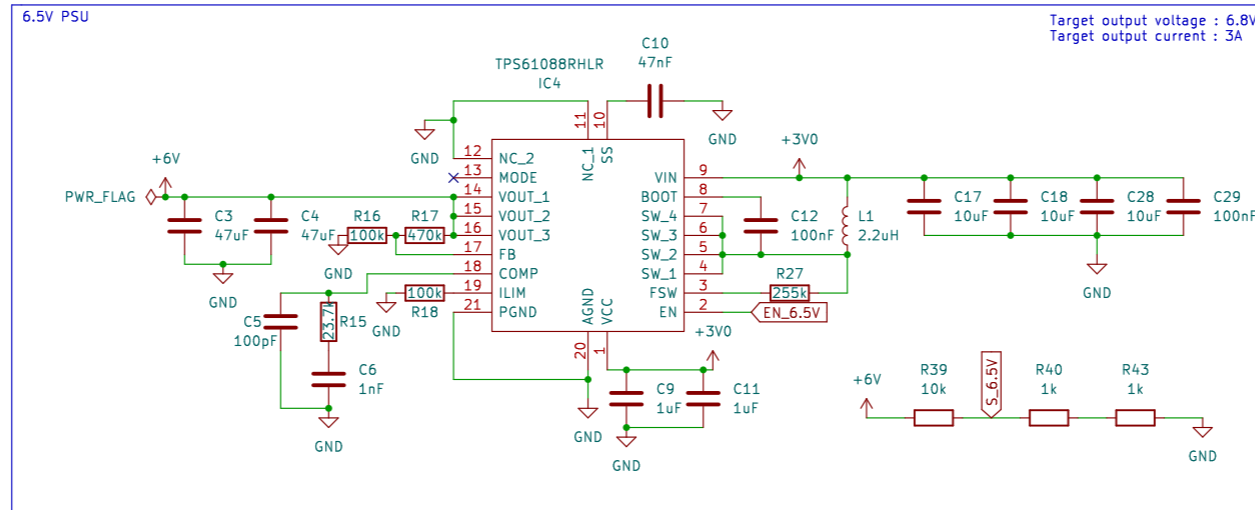 6.5V PSU
Target output voltage : 6.8V
Target output current : 3A
C10
47nF
TPS61088RHLR
IC4
GND
GND
11
NC_1
10
SS
+6V
PWR_FLAG
C3
47uF
C4
47uF
GND
R16
100k
R17
470k
GND
12
NC_2
13
MODE
14
VOUT_1
15
VOUT_2
16
VOUT_3
17
FB
18
COMP
19
ILIM
21
PGND
VIN
9
BOOT
8
SW_4
7
SW_3
6
SW_2
5
SW_1
4
FSW
3
EN
2
AGND
20
VCC
1
+3V0
C12
100nF
L1
2.2uH
C17
10uF
C18
10uF
C28
10uF
C29
100nF
GND
R27
255k
EN_6.5V
C5
100pF
23.7k
R15
C6
1nF
GND
GND
100k
R18
GND
+3V0
C9
1uF
C11
1uF
GND
+6V
R39
10k
S_6.5V
R40
1k
R43
1k
GND